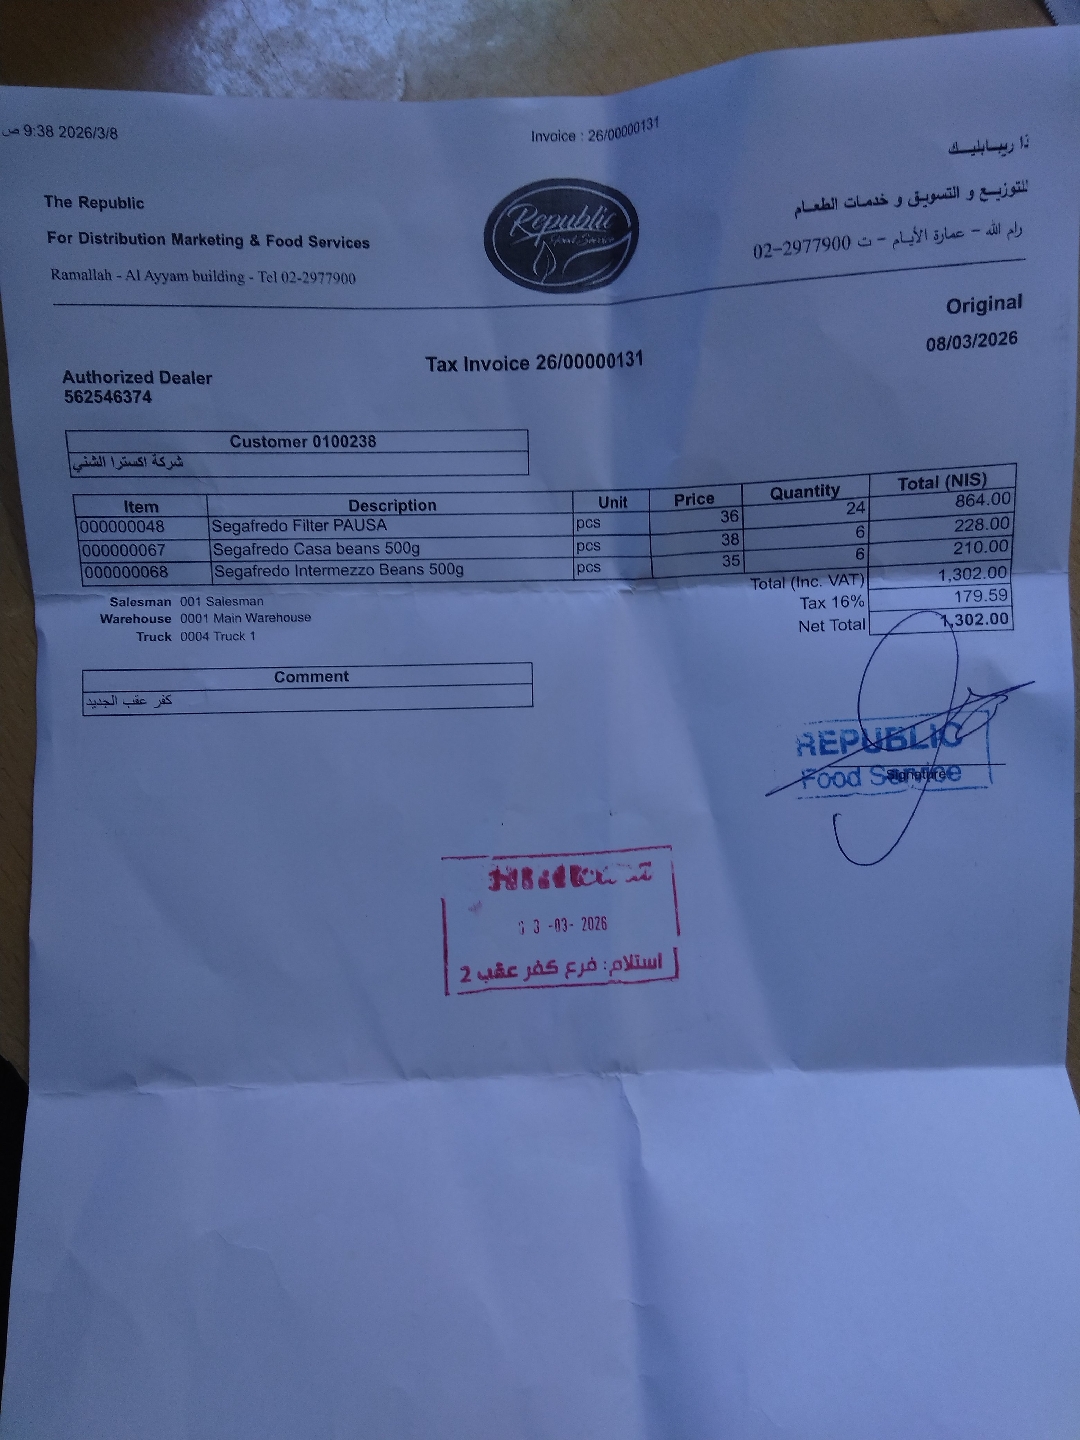 9:38 2026/3/8 ص
Invoice : 26/00000131
ذا ريبابليك
للتوزيع و التسويق و خدمات الطعام
رام الله – عمارة الأيام – ت 02-2977900
The Republic
For Distribution Marketing & Food Services
Ramallah - Al Ayyam building - Tel 02-2977900
Republic
Food Service
Original
08/03/2026
Tax Invoice 26/00000131
Authorized Dealer
562546374
Customer 0100238
شركة اكسترا الشني
Item Description Unit Price Quantity Total (NIS)
000000048 Segafredo Filter PAUSA pcs 36 24 864.00
000000067 Segafredo Casa beans 500g pcs 38 6 228.00
000000068 Segafredo Intermezzo Beans 500g pcs 35 6 210.00
Total (Inc. VAT) 1,302.00
Tax 16% 179.59
Net Total 1,302.00
Salesman 001 Salesman
Warehouse 0001 Main Warehouse
Truck 0004 Truck 1
Comment
كفر عقب الجديد
REPUBLIC
Food Service
Signature
3 -03- 2026
استلام: فرع كفر عقب 2